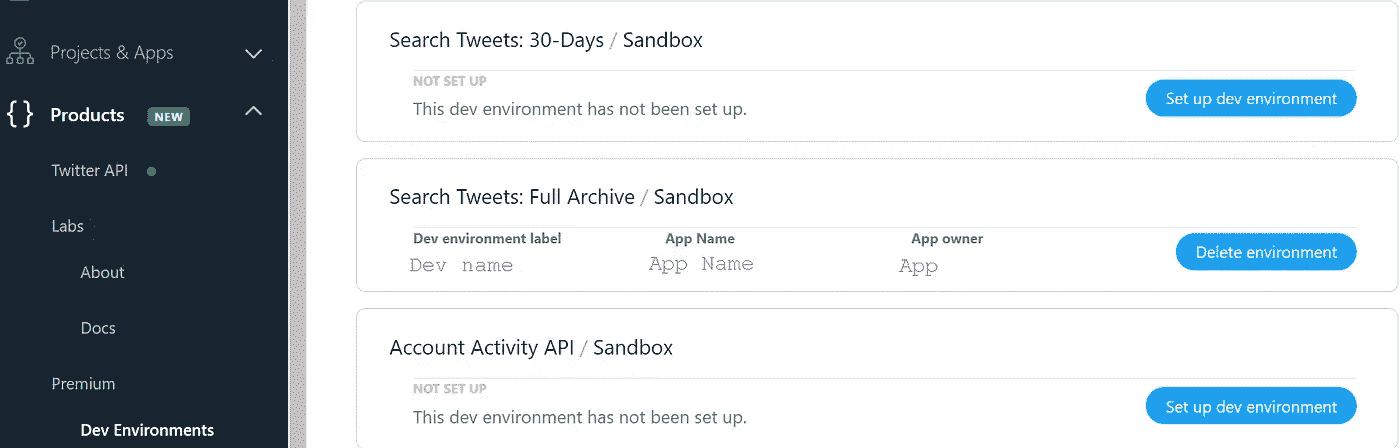 Projects & Apps
{ } Products NEW
Twitter API
Labs
About
Docs
Premium
Dev Environments
Search Tweets: 30-Days / Sandbox
NOT SET UP
This dev environment has not been set up.
Set up dev environment
Search Tweets: Full Archive / Sandbox
Dev environment label App Name App owner
Dev name App Name App
Delete environment
Account Activity API / Sandbox
NOT SET UP
This dev environment has not been set up.
Set up dev environment